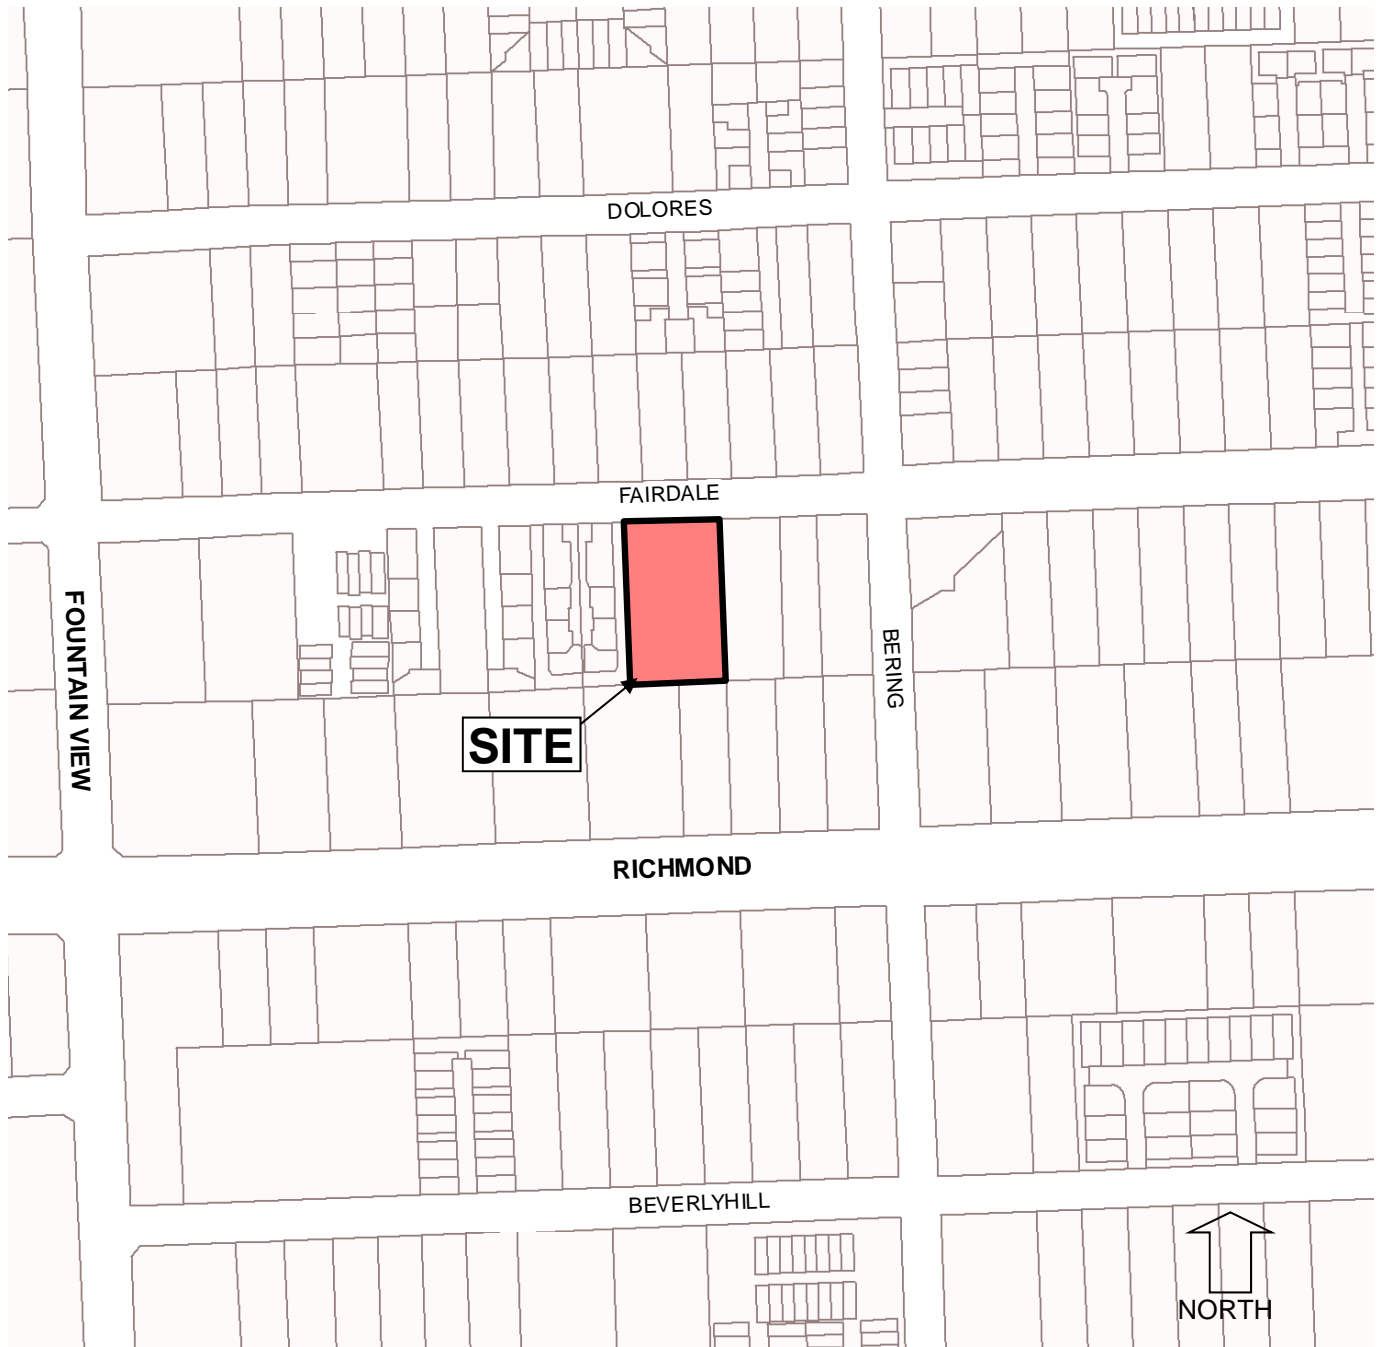 DOLORES
FAIRDALE
FOUNTAIN VIEW
BERING
SITE
RICHMOND
BEVERLYHILL
NORTH